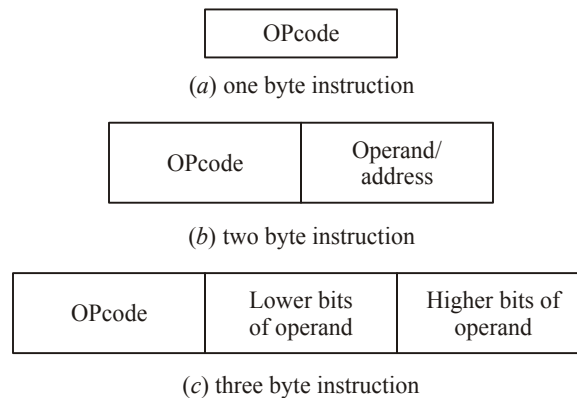 OPcode
(a) one byte instruction
OPcode
Operand/
address
(b) two byte instruction
OPcode
Lower bits
of operand
Higher bits of
operand
(c) three byte instruction